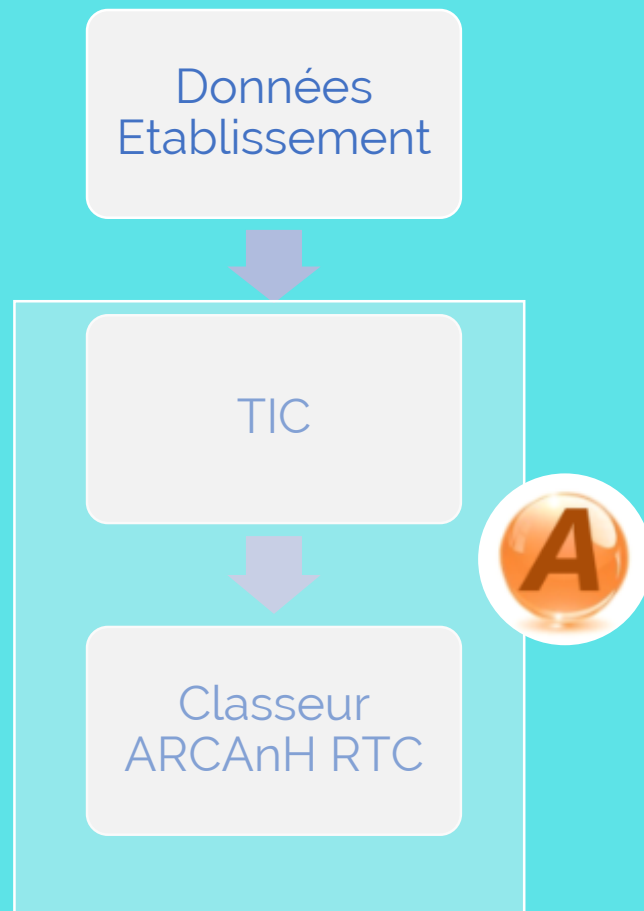 Données
Etablissement
TIC
A
Classeur
ARCAnH RTC